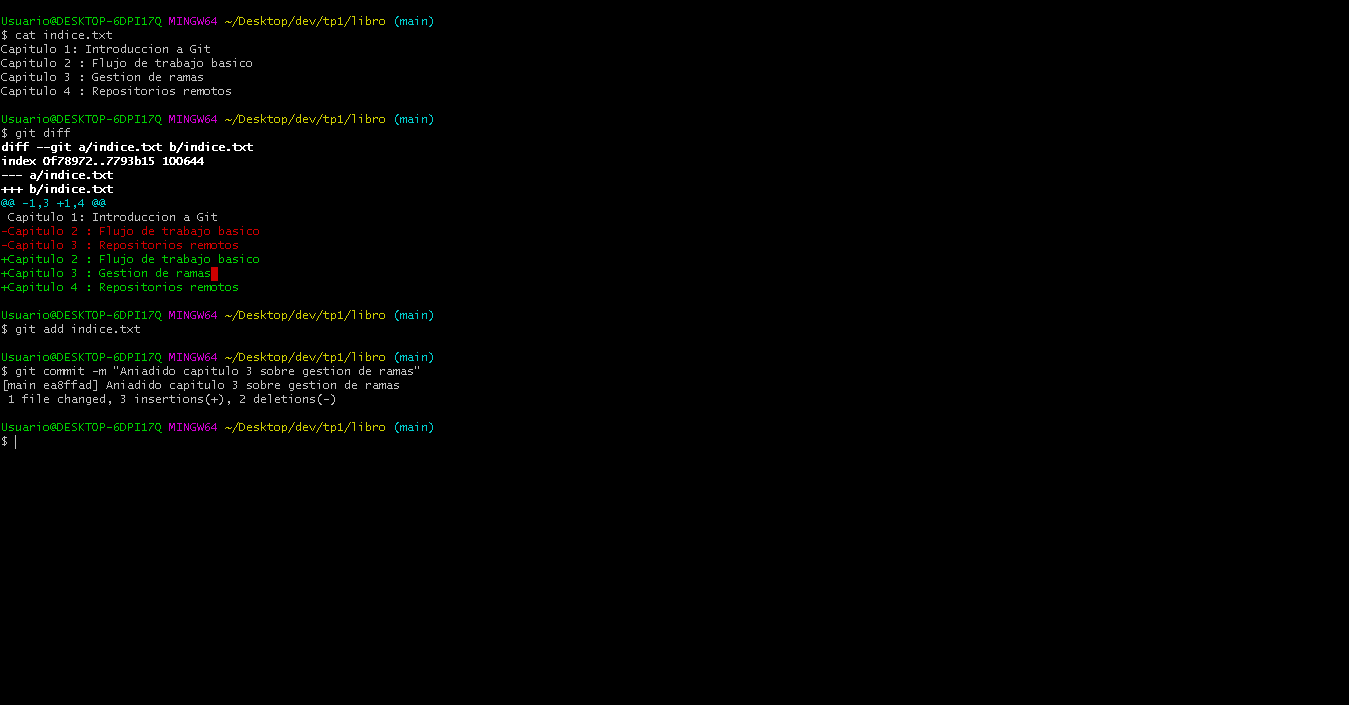 Usuario@DESKTOP-6DPI17Q MINGW64 ~/Desktop/dev/tp1/libro (main)
$ cat indice.txt
Capitulo 1: Introduccion a Git
Capitulo 2 : Flujo de trabajo basico
Capitulo 3 : Gestion de ramas
Capitulo 4 : Repositorios remotos
Usuario@DESKTOP-6DPI17Q MINGW64 ~/Desktop/dev/tp1/libro (main)
$ git diff
diff --git a/indice.txt b/indice.txt
index 0f78972..7793b15 100644
--- a/indice.txt
+++ b/indice.txt
@@ -1,3 +1,4 @@
 Capitulo 1: Introduccion a Git
-Capitulo 2 : Flujo de trabajo basico
-Capitulo 3 : Repositorios remotos
+Capitulo 2 : Flujo de trabajo basico
+Capitulo 3 : Gestion de ramas
+Capitulo 4 : Repositorios remotos
Usuario@DESKTOP-6DPI17Q MINGW64 ~/Desktop/dev/tp1/libro (main)
$ git add indice.txt
Usuario@DESKTOP-6DPI17Q MINGW64 ~/Desktop/dev/tp1/libro (main)
$ git commit -m "Aniadido capitulo 3 sobre gestion de ramas"
[main ea8ffad] Aniadido capitulo 3 sobre gestion de ramas
 1 file changed, 3 insertions(+), 2 deletions(-)
Usuario@DESKTOP-6DPI17Q MINGW64 ~/Desktop/dev/tp1/libro (main)
$